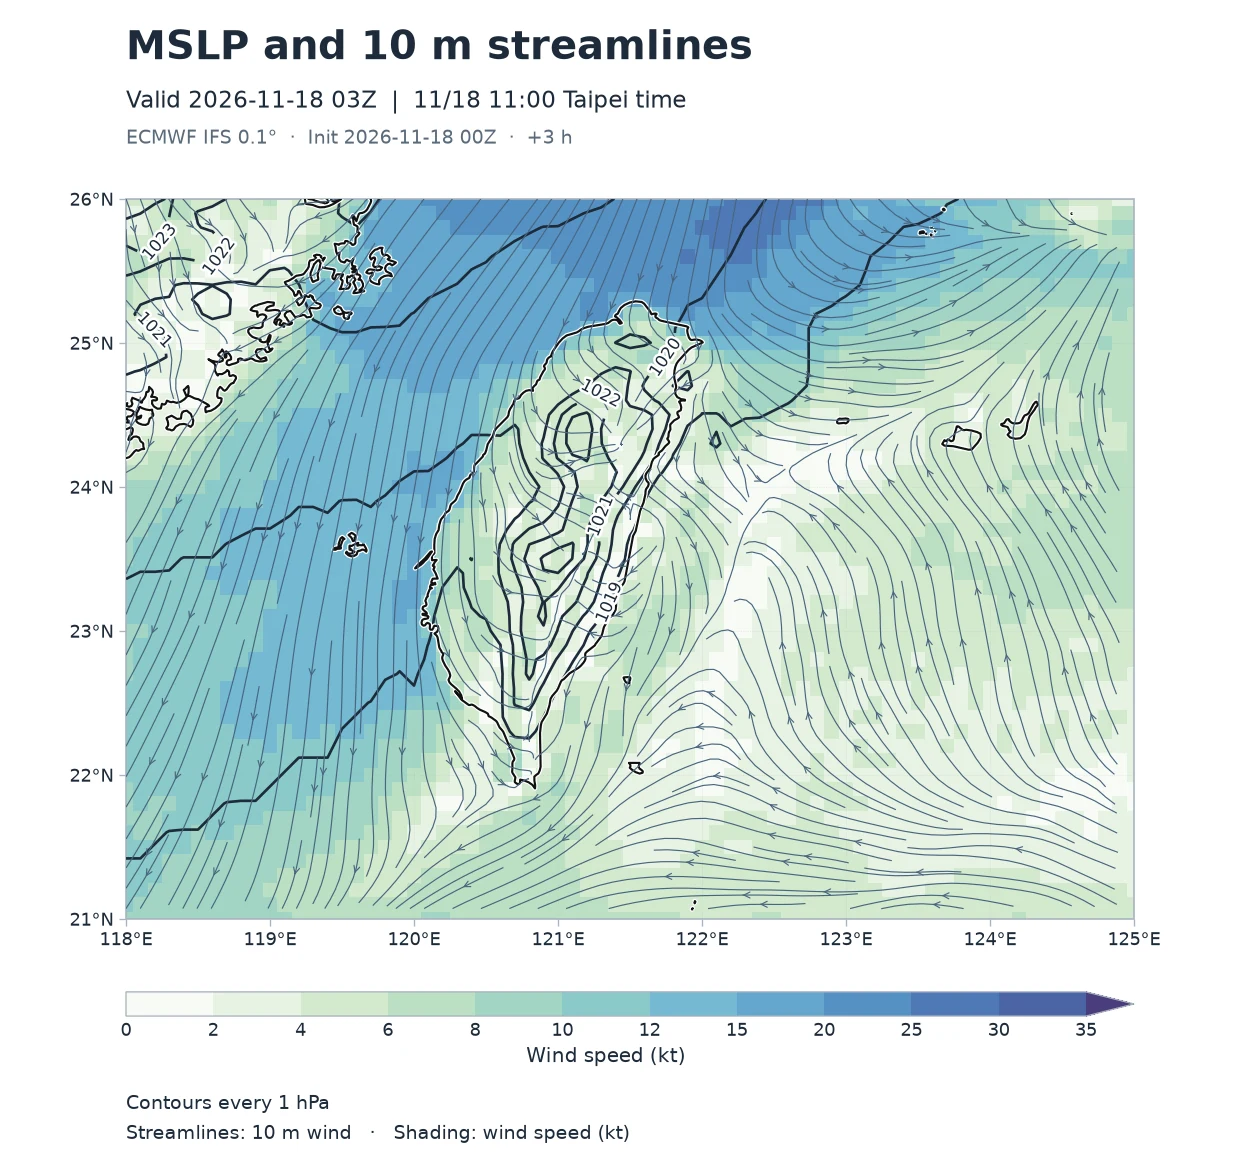 MSLP and 10 m streamlines
Valid 2026-11-18 03Z | 11/18 11:00 Taipei time
ECMWF IFS 0.1° · Init 2026-11-18 00Z · +3 h
26°N
25°N
24°N
23°N
22°N
21°N
1023
1022
1021
1020
1022
1021
1019
118°E 119°E 120°E 121°E 122°E 123°E 124°E 125°E
0 2 4 6 8 10 12 15 20 25 30 35
Wind speed (kt)
Contours every 1 hPa
Streamlines: 10 m wind · Shading: wind speed (kt)